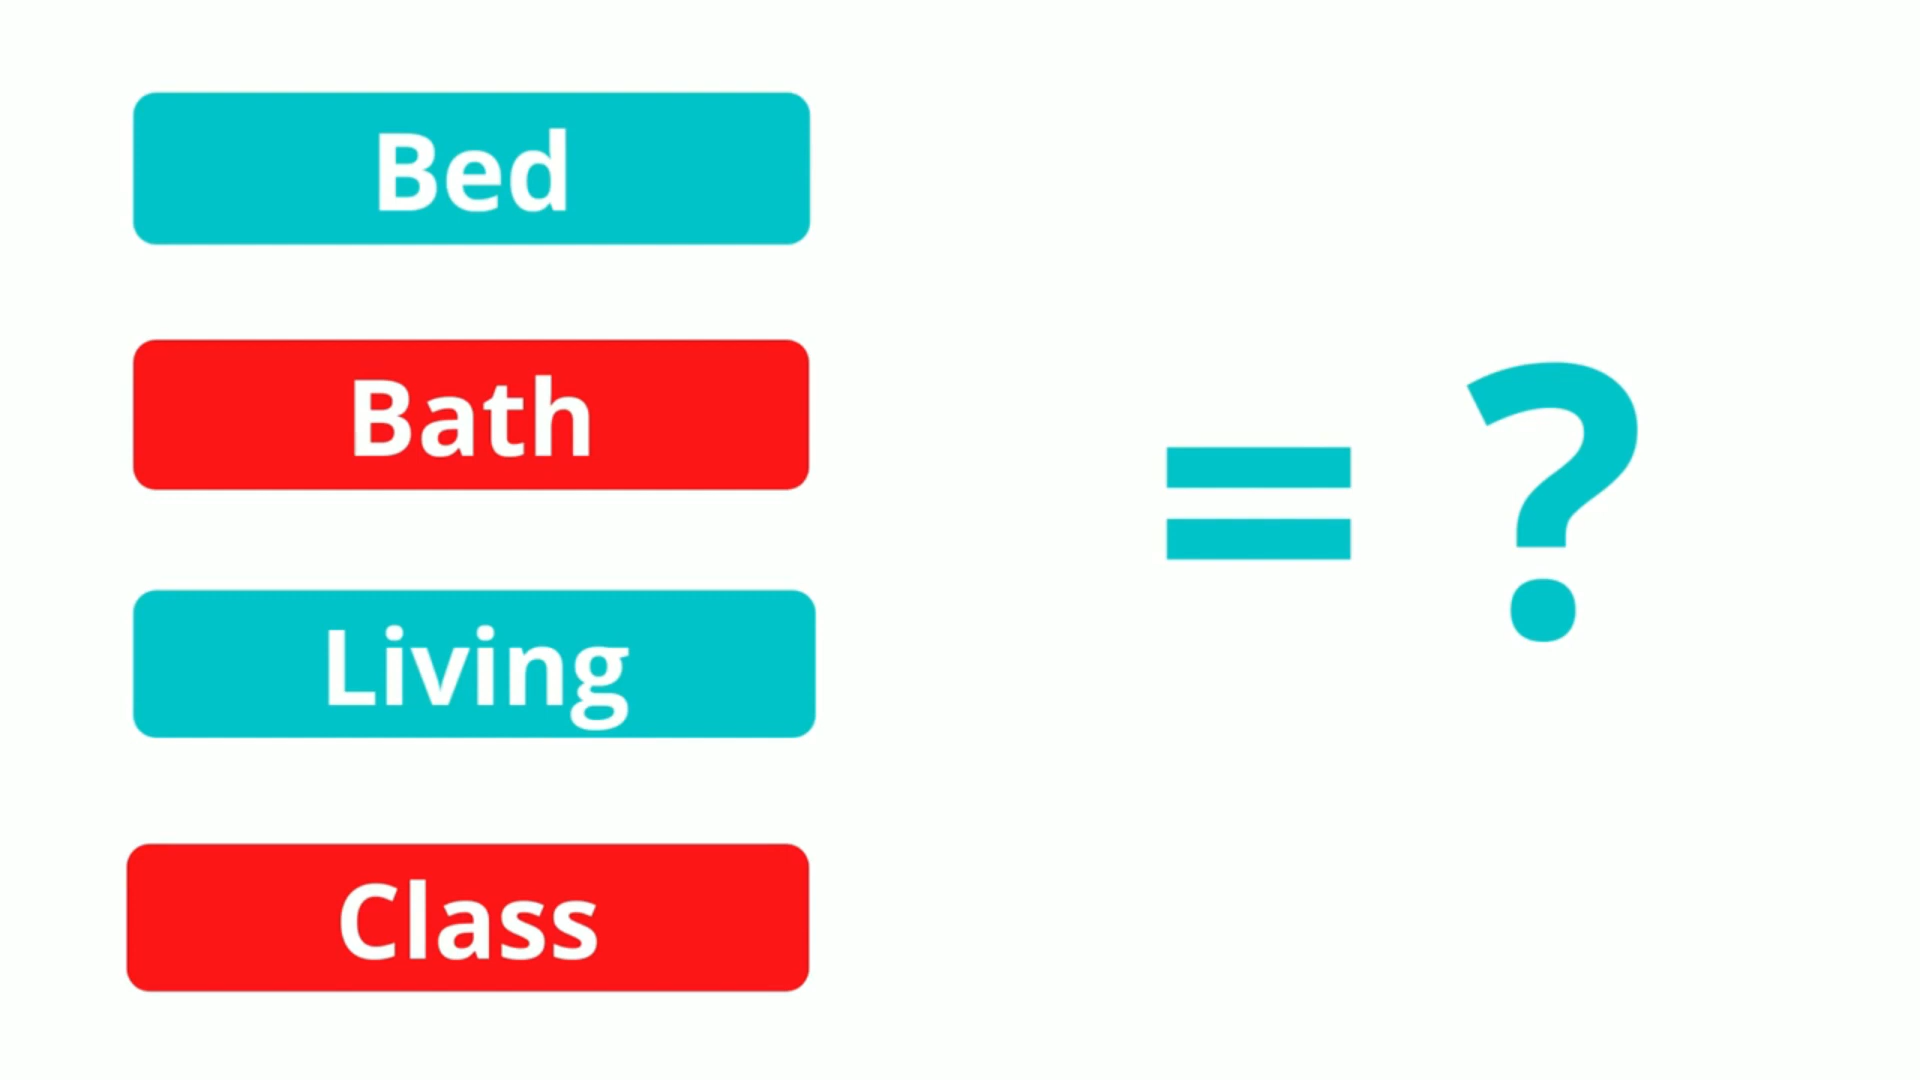 Bed
Bath
= ?
Living
Class